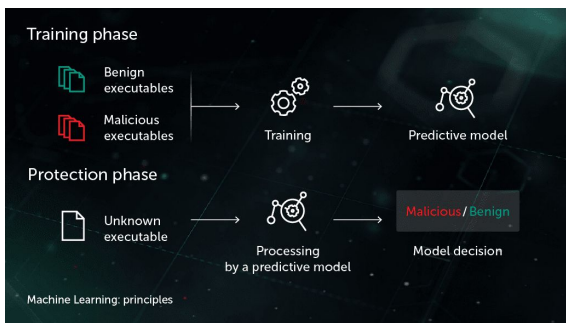 Training phase
Benign
executables
Malicious
executables
Training
Predictive model
Protection phase
Unknown
executable
Processing
by a predictive model
Malicious/Benign
Model decision
Machine Learning: principles